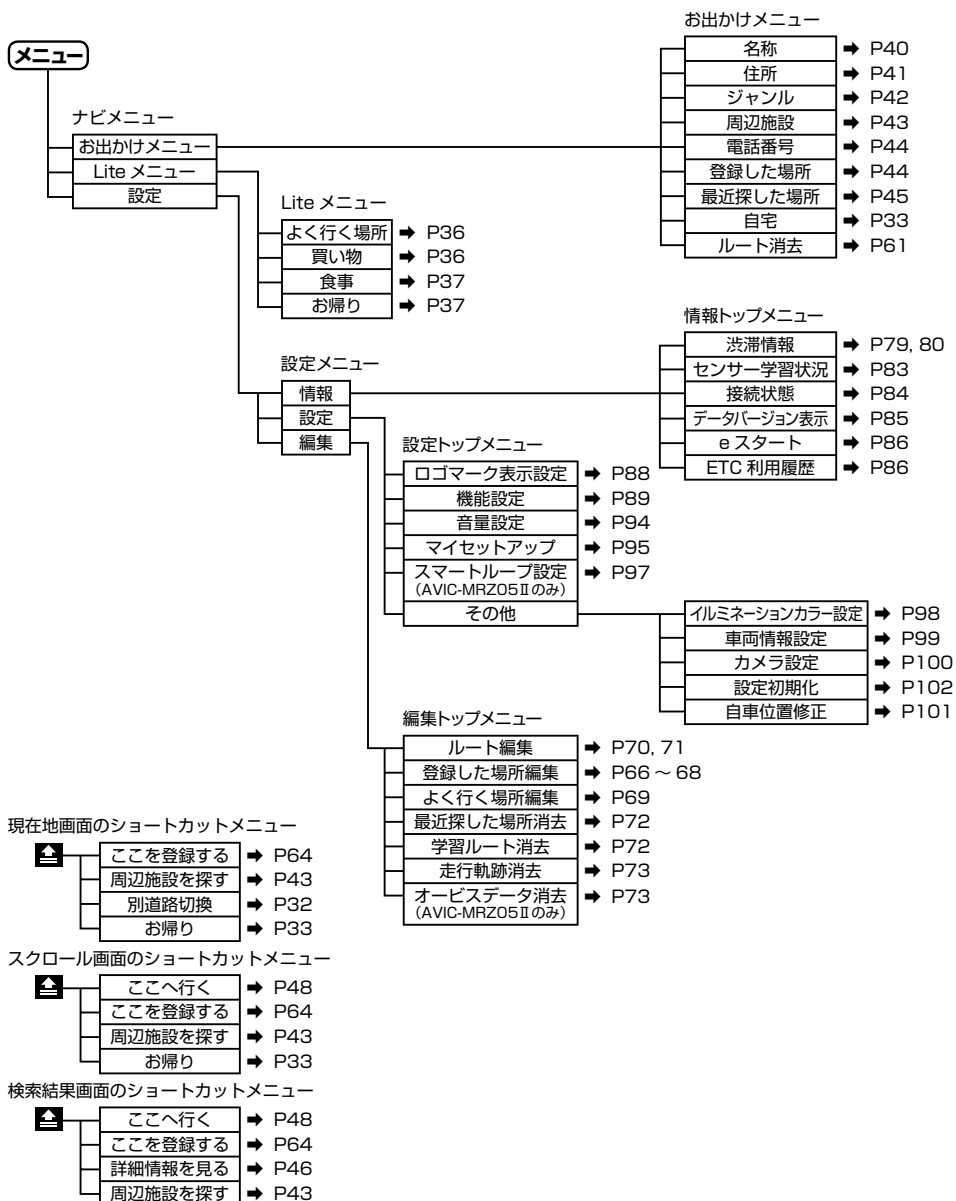 メニュー
ナビメニュー
お出かけメニュー
Lite メニュー
設定
お出かけメニュー
名称 ➡ P40
住所 ➡ P41
ジャンル ➡ P42
周辺施設 ➡ P43
電話番号 ➡ P44
登録した場所 ➡ P44
最近探した場所 ➡ P45
自宅 ➡ P33
ルート消去 ➡ P61
Lite メニュー
よく行く場所 ➡ P36
買い物 ➡ P36
食事 ➡ P37
お帰り ➡ P37
設定メニュー
情報
設定
編集
情報トップメニュー
渋滞情報 ➡ P79, 80
センサー学習状況 ➡ P83
接続状態 ➡ P84
データバージョン表示 ➡ P85
e スタート ➡ P86
ETC 利用履歴 ➡ P86
設定トップメニュー
ロゴマーク表示設定 ➡ P88
機能設定 ➡ P89
音量設定 ➡ P94
マイセットアップ ➡ P95
スマートループ設定 ➡ P97
（AVIC-MRZ05Ⅱのみ）
その他
イルミネーションカラー設定 ➡ P98
車両情報設定 ➡ P99
カメラ設定 ➡ P100
設定初期化 ➡ P102
自車位置修正 ➡ P101
編集トップメニュー
ルート編集 ➡ P70, 71
登録した場所編集 ➡ P66 ～ 68
よく行く場所編集 ➡ P69
最近探した場所消去 ➡ P72
学習ルート消去 ➡ P72
走行軌跡消去 ➡ P73
オービスデータ消去 ➡ P73
（AVIC-MRZ05Ⅱのみ）
現在地画面のショートカットメニュー
ここを登録する ➡ P64
周辺施設を探す ➡ P43
別道路切換 ➡ P32
お帰り ➡ P33
スクロール画面のショートカットメニュー
ここへ行く ➡ P48
ここを登録する ➡ P64
周辺施設を探す ➡ P43
お帰り ➡ P33
検索結果画面のショートカットメニュー
ここへ行く ➡ P48
ここを登録する ➡ P64
詳細情報を見る ➡ P46
周辺施設を探す ➡ P43